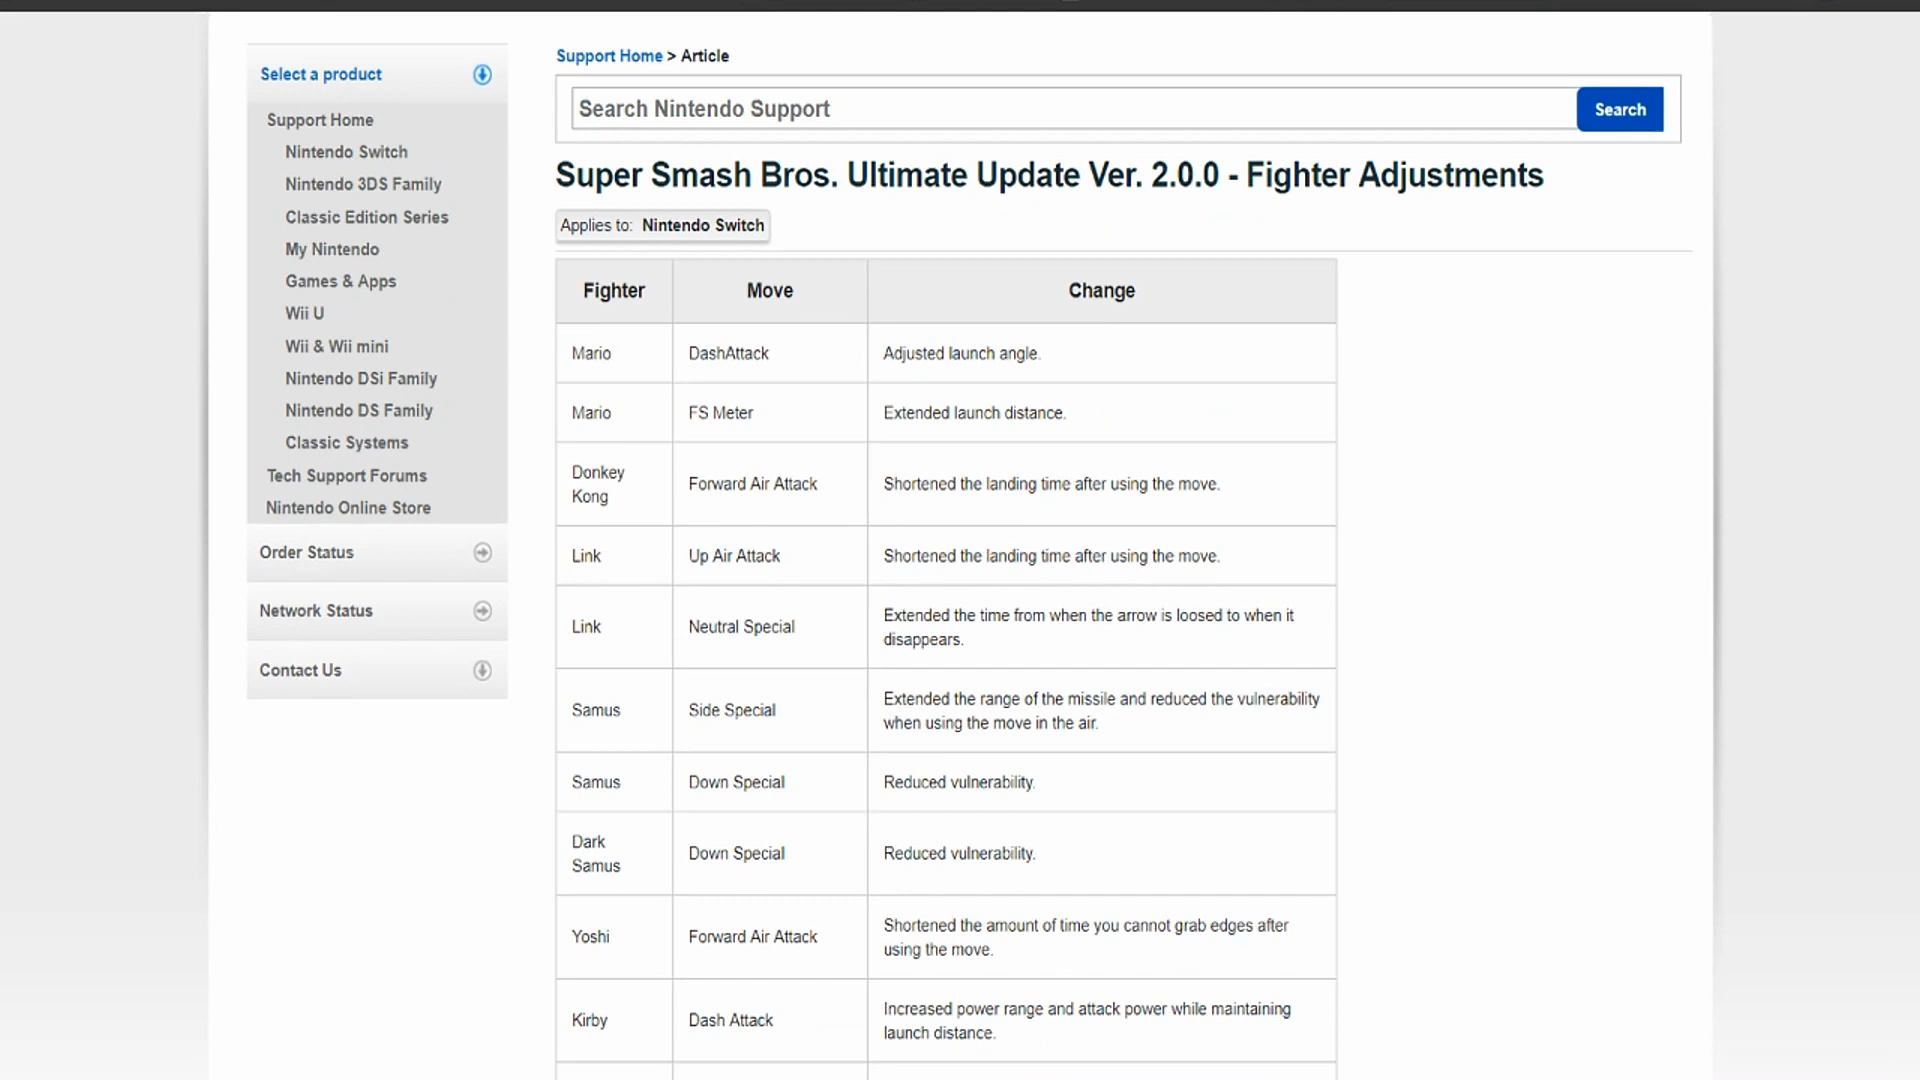 Select a product
Support Home
Nintendo Switch
Nintendo 3DS Family
Classic Edition Series
My Nintendo
Games & Apps
Wii U
Wii & Wii mini
Nintendo DSi Family
Nintendo DS Family
Classic Systems
Tech Support Forums
Nintendo Online Store
Order Status
Network Status
Contact Us
Support Home > Article
Search Nintendo Support
Search
Super Smash Bros. Ultimate Update Ver. 2.0.0 - Fighter Adjustments
Applies to: Nintendo Switch
Fighter Move Change
Mario DashAttack Adjusted launch angle.
Mario FS Meter Extended launch distance.
Donkey
Kong
Forward Air Attack Shortened the landing time after using the move.
Link Up Air Attack Shortened the landing time after using the move.
Link Neutral Special
Extended the time from when the arrow is loosed to when it
disappears.
Samus Side Special
Extended the range of the missile and reduced the vulnerability
when using the move in the air.
Samus Down Special Reduced vulnerability.
Dark
Samus
Down Special Reduced vulnerability.
Yoshi Forward Air Attack
Shortened the amount of time you cannot grab edges after
using the move.
Kirby Dash Attack
Increased power range and attack power while maintaining
launch distance.